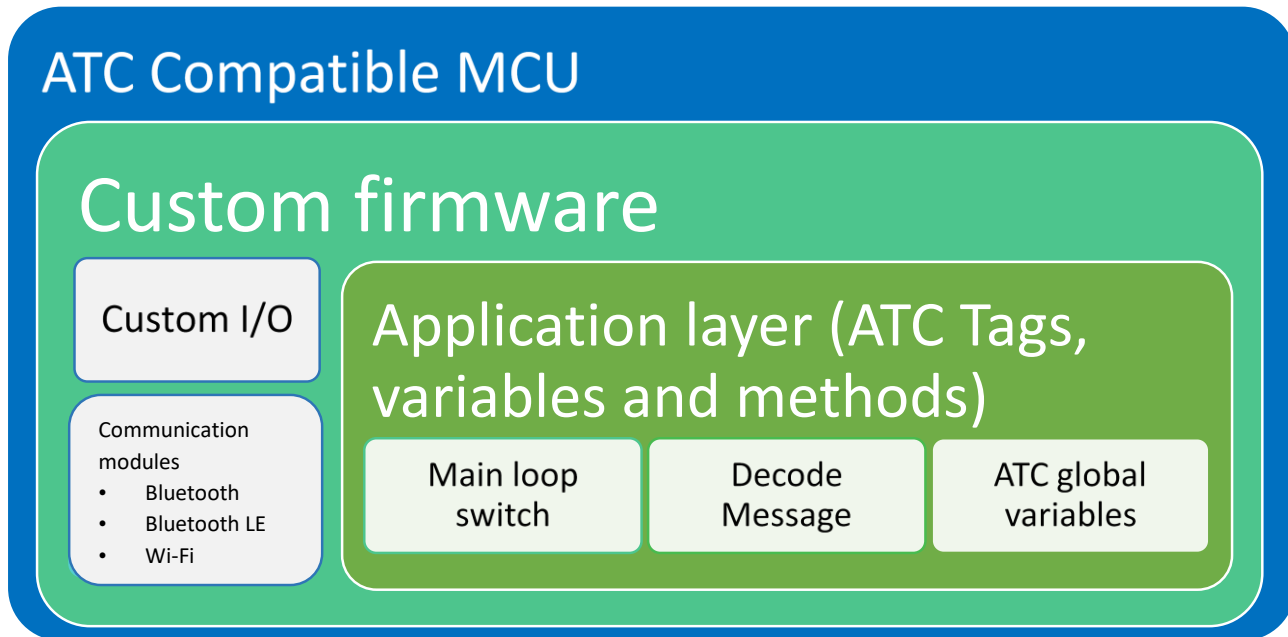 ATC Compatible MCU
Custom firmware
Custom I/O
Communication
modules
• Bluetooth
• Bluetooth LE
• Wi-Fi
Application layer (ATC Tags,
variables and methods)
Main loop
switch
Decode
Message
ATC global
variables